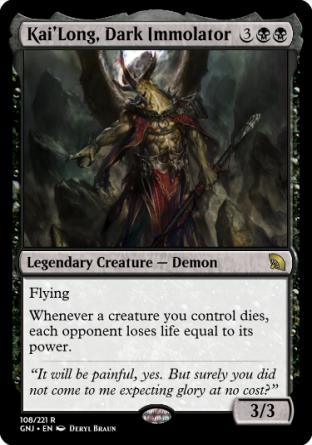 Kai'Long, Dark Immolator 3
Legendary Creature — Demon
Flying
Whenever a creature you control dies,
each opponent loses life equal to its
power.
"It will be painful, yes. But surely you did
not come to me expecting glory at no cost?"
3/3
108/221 R
GNJ • EN Deryl Braun